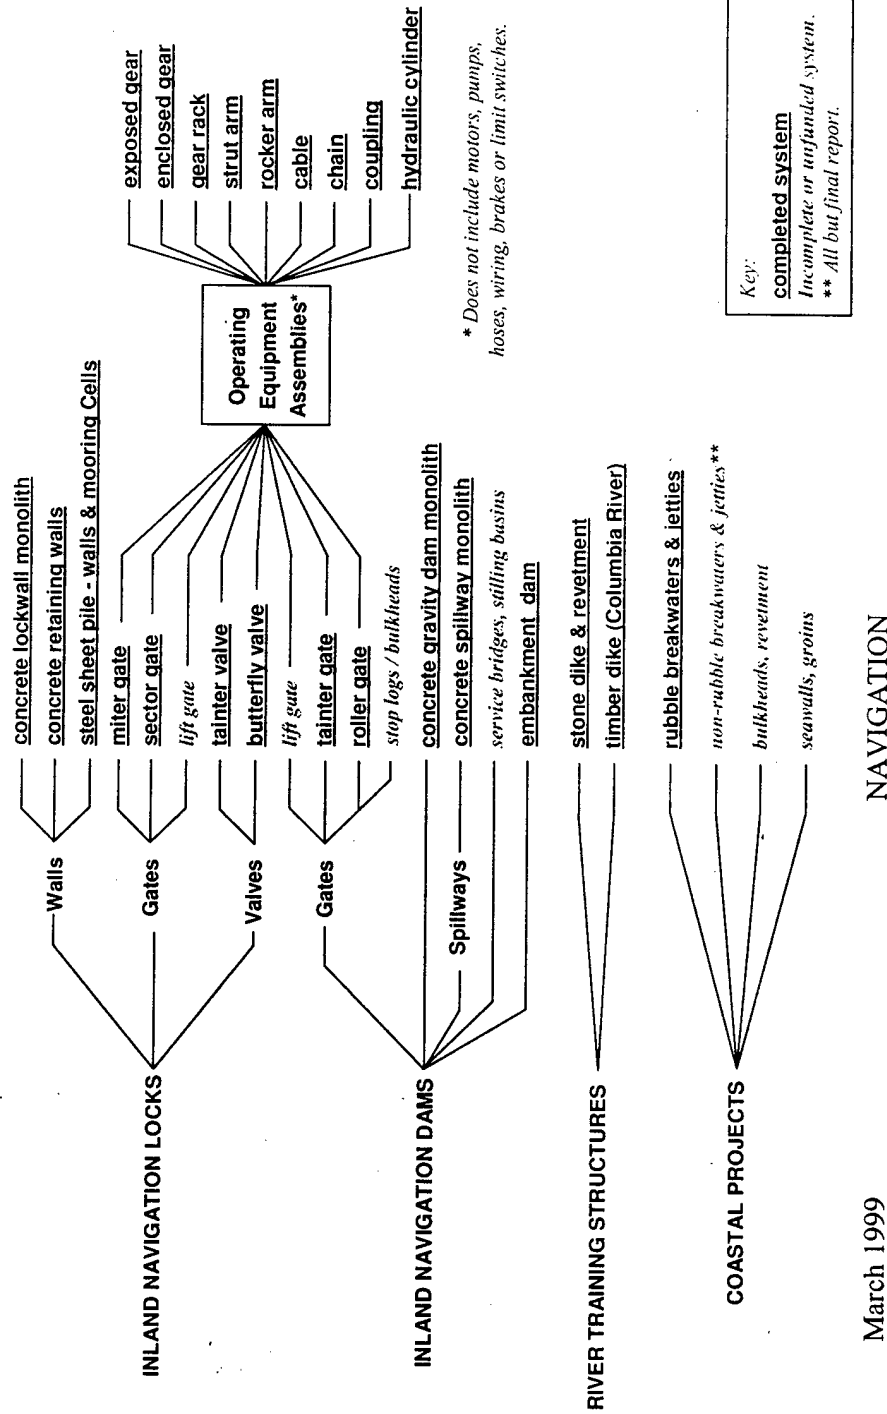 INLAND NAVIGATION LOCKS
Walls
concrete lockwall monolith
concrete retaining walls
steel sheet pile - walls & mooring Cells
Gates
miter gate
sector gate
lift gate
Valves
tainter valve
butterfly valve
INLAND NAVIGATION DAMS
Gates
lift gate
tainter gate
roller gate
stop logs / bulkheads
concrete gravity dam monolith
Spillways
concrete spillway monolith
service bridges, stilling basins
embankment dam
Operating
Equipment
Assemblies*
exposed gear
enclosed gear
gear rack
strut arm
rocker arm
cable
chain
coupling
hydraulic cylinder
* Does not include motors, pumps,
hoses, wiring, brakes or limit switches.
RIVER TRAINING STRUCTURES
stone dike & revetment
timber dike (Columbia River)
COASTAL PROJECTS
rubble breakwaters & jetties
non-rubble breakwaters & jetties**
bulkheads, revetment
seawalls, groins
Key:
completed system
Incomplete or unfunded system.
** All but final report.
March 1999
NAVIGATION